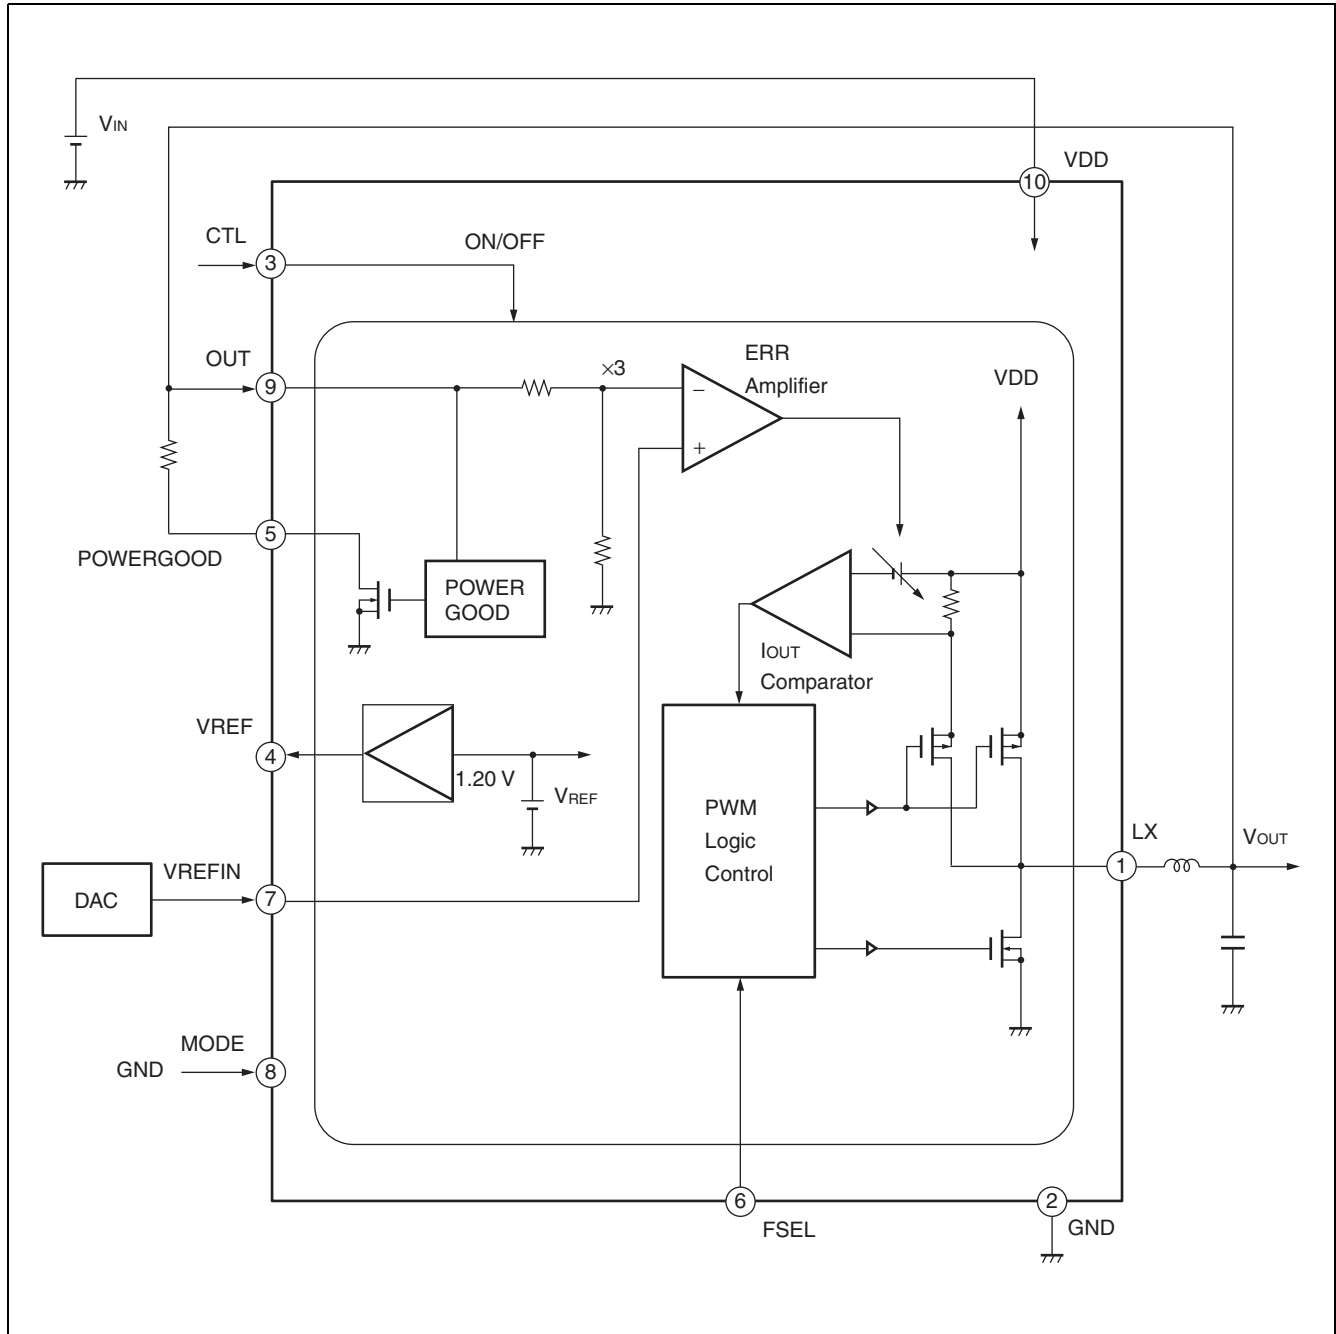 VIN
VDD
10
CTL
3
ON/OFF
OUT
9
×3
ERR
Amplifier
−
+
VDD
5
POWERGOOD
POWER
GOOD
IOUT
Comparator
VREF
4
1.20 V
VREF
PWM
Logic
Control
LX
1
VOUT
DAC
VREFIN
7
MODE
GND
8
6
FSEL
2
GND